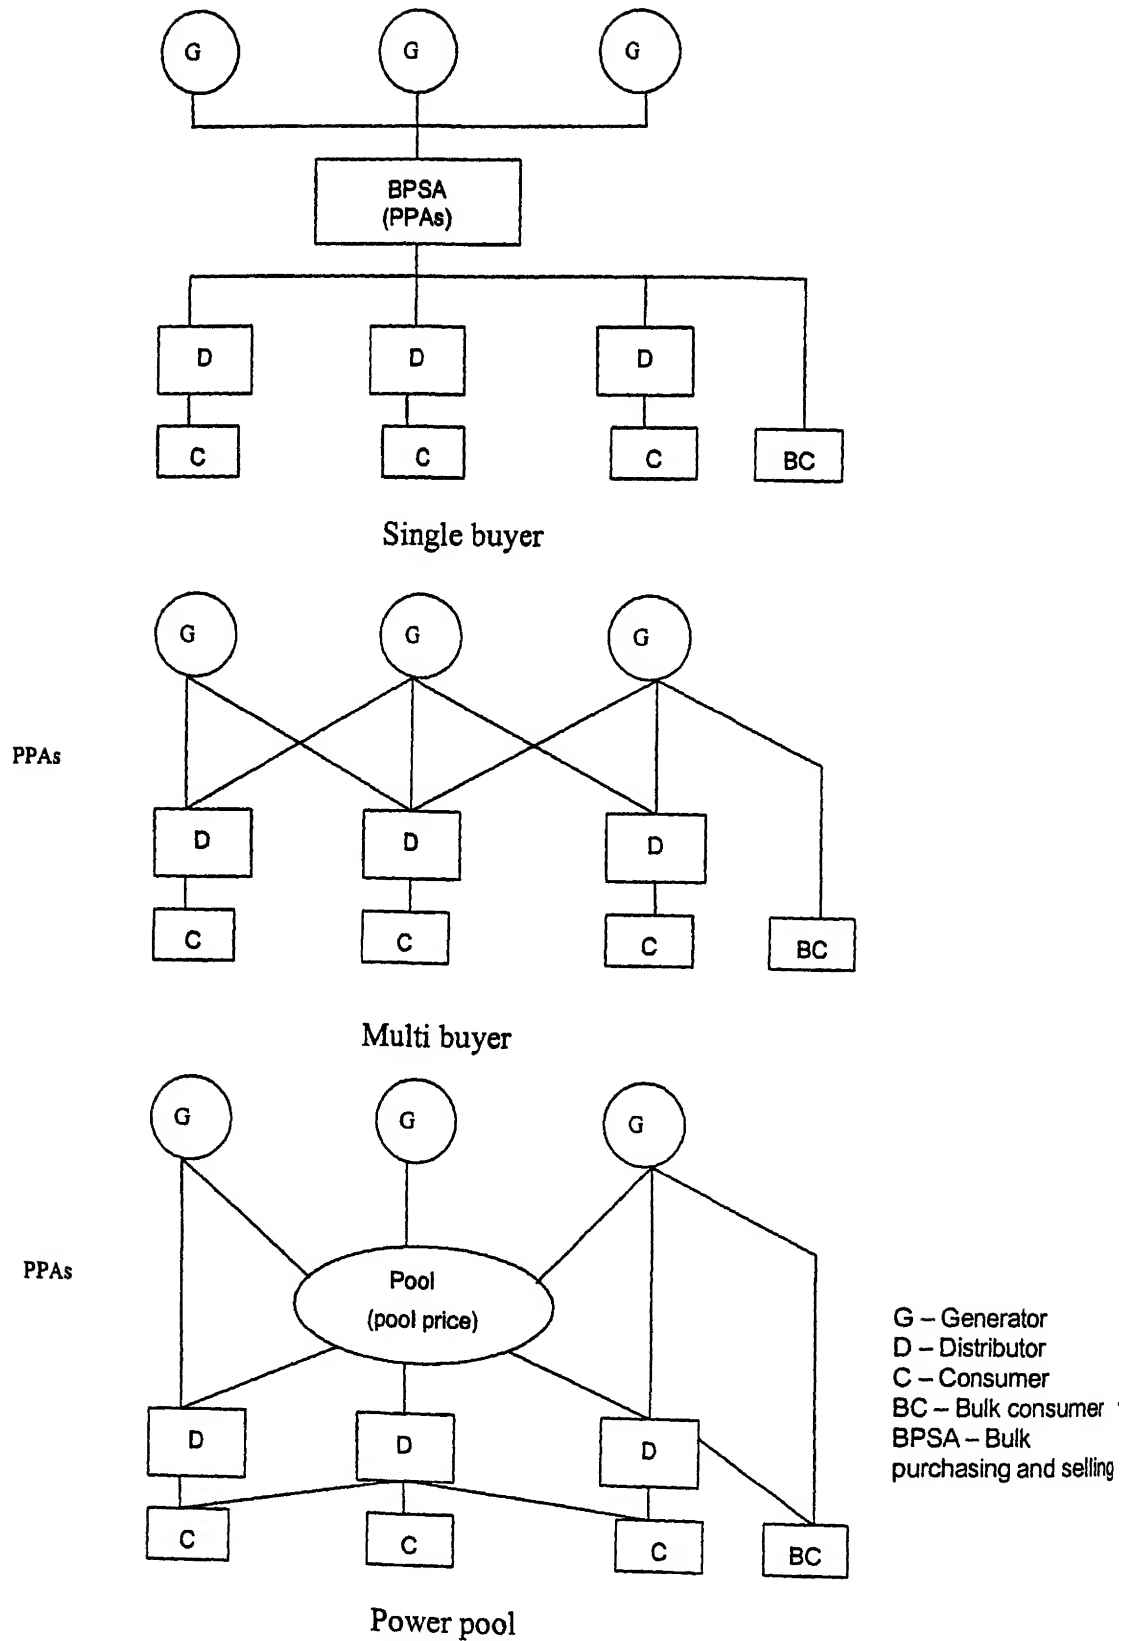 G G G
BPSA
(PPAs)
D D D
C C C BC
Single buyer
G G G
PPAs
D D D
C C C BC
Multi buyer
G G G
PPAs
Pool
(pool price)
D D D
C C C BC
G – Generator
D – Distributor
C – Consumer
BC – Bulk consumer
BPSA – Bulk
purchasing and selling
Power pool